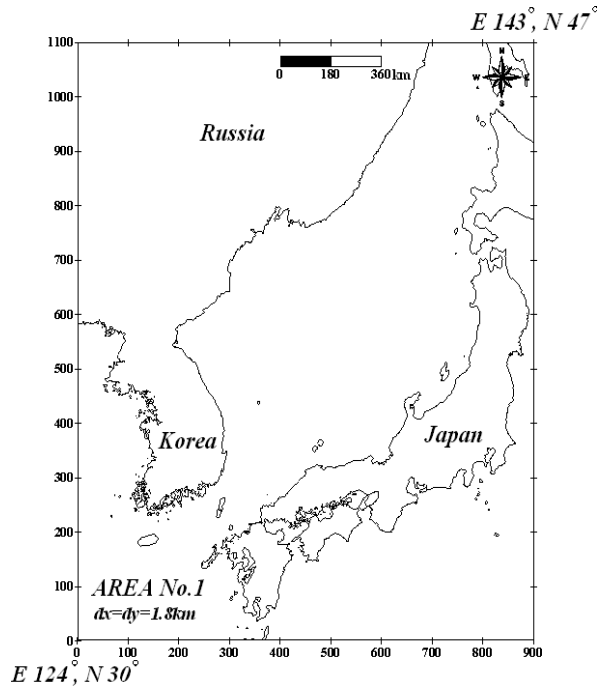 E 143°, N 47°
1100
1000
900
800
700
600
500
400
300
200
100
0
0 180 360 km
N
W E
S
Russia
Korea
Japan
AREA No.1
dx=dy=1.8km
0 100 200 300 400 500 600 700 800 900
E 124°, N 30°